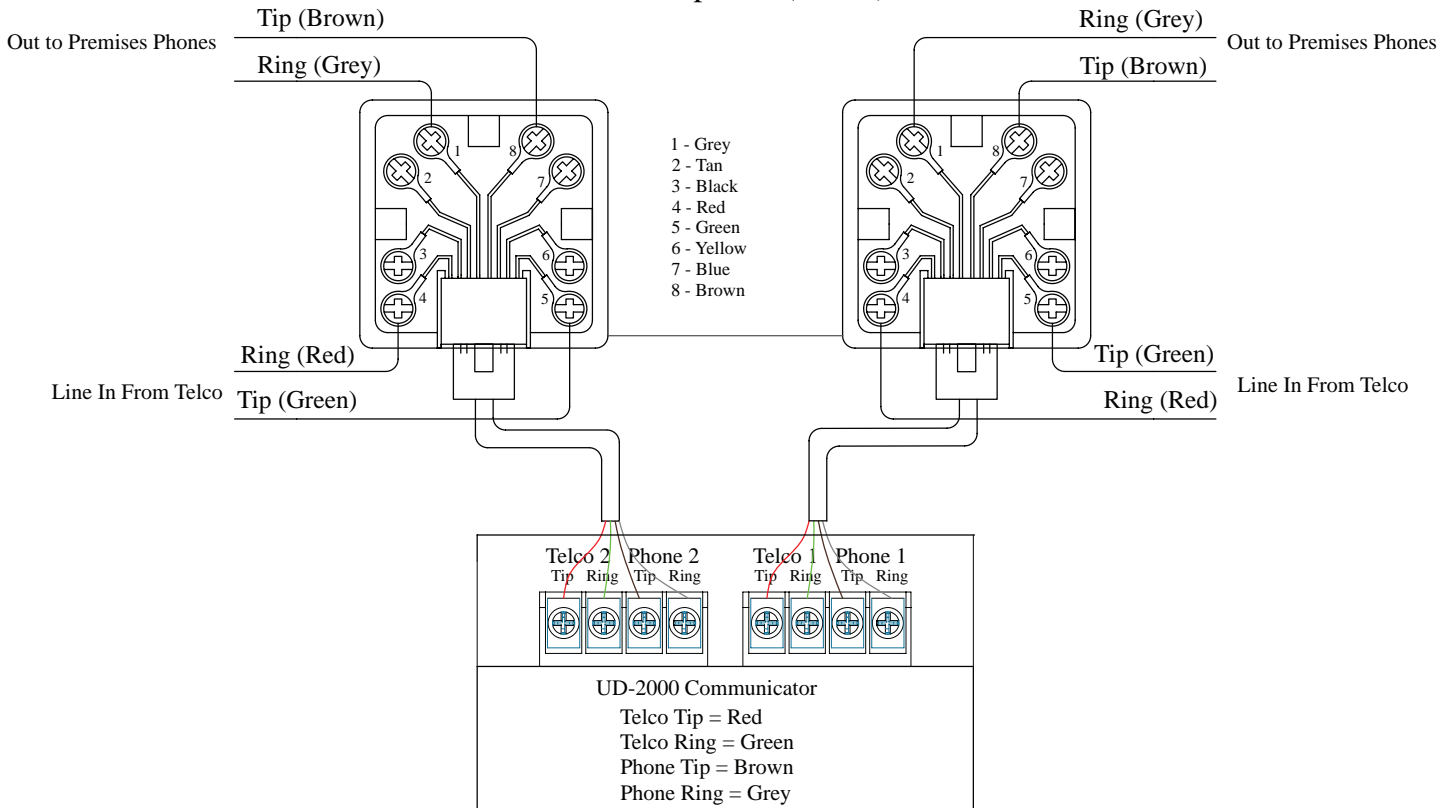 Tip (Brown)
Out to Premises Phones
Ring (Grey)
Ring (Grey)
Out to Premises Phones
Tip (Brown)
1 8
2 7
3 6
4 5
1 - Grey
2 - Tan
3 - Black
4 - Red
5 - Green
6 - Yellow
7 - Blue
8 - Brown
1 8
2 7
3 6
4 5
Ring (Red)
Line In From Telco
Tip (Green)
Tip (Green)
Line In From Telco
Ring (Red)
Telco 2 Phone 2
Tip Ring Tip Ring
Telco 1 Phone 1
Tip Ring Tip Ring
UD-2000 Communicator
Telco Tip = Red
Telco Ring = Green
Phone Tip = Brown
Phone Ring = Grey